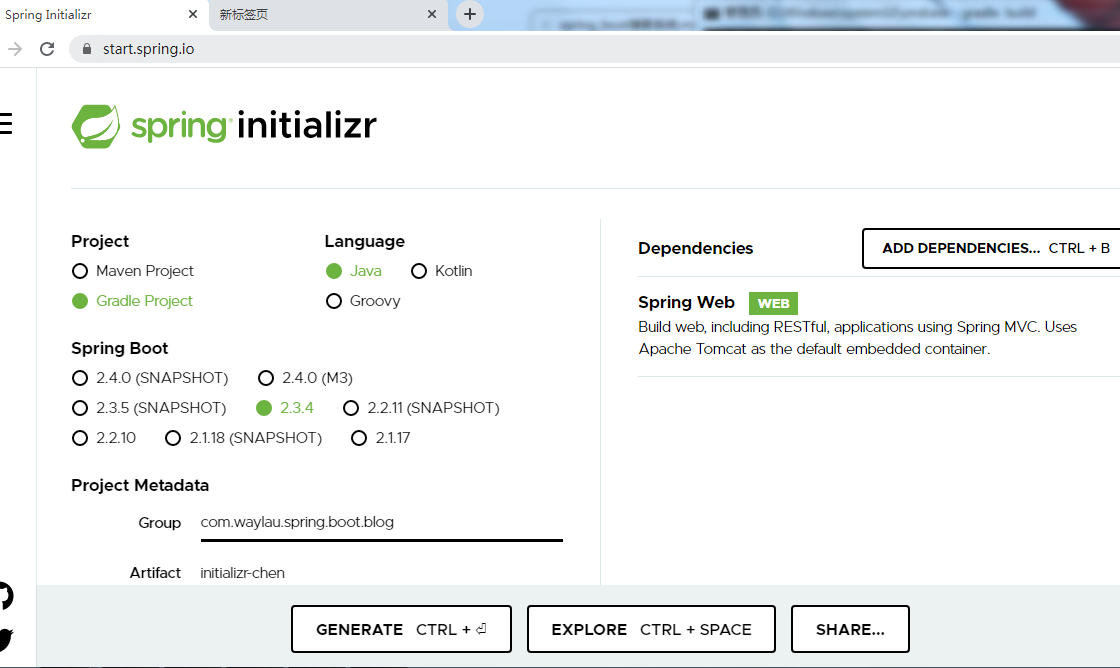 Spring Initializr
新标签页
start.spring.io
spring initializr
Project
Maven Project
Gradle Project
Language
Java Kotlin
Groovy
Spring Boot
2.4.0 (SNAPSHOT) 2.4.0 (M3)
2.3.5 (SNAPSHOT) 2.3.4 2.2.11 (SNAPSHOT)
2.2.10 2.1.18 (SNAPSHOT) 2.1.17
Project Metadata
Group com.waylau.spring.boot.blog
Artifact initializr-chen
Dependencies
ADD DEPENDENCIES... CTRL + B
Spring Web WEB
Build web, including RESTful, applications using Spring MVC. Uses
Apache Tomcat as the default embedded container.
GENERATE CTRL + ⏎
EXPLORE CTRL + SPACE
SHARE...